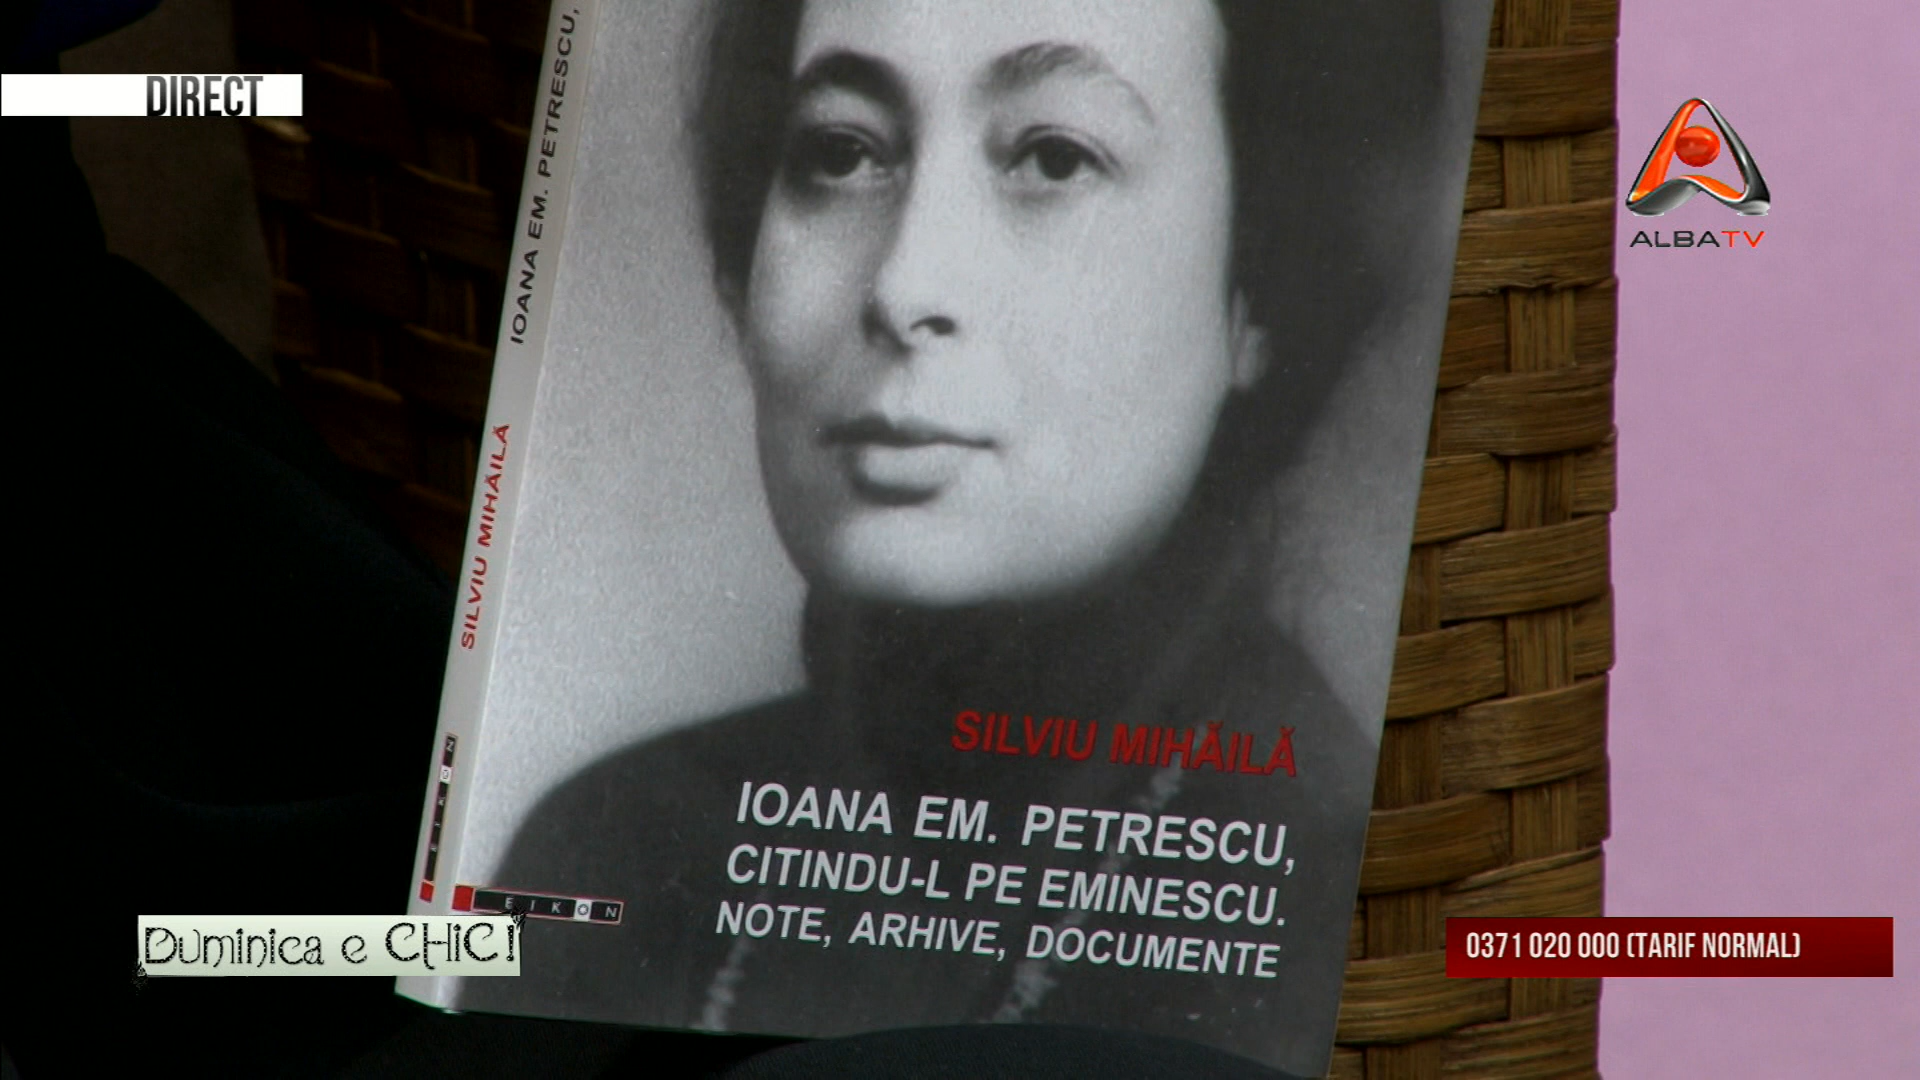 DIRECT
ALBATV
IOANA EM. PETRESCU,
SILVIU MIHĂILĂ
EIKON
SILVIU MIHĂILĂ
IOANA EM. PETRESCU,
CITINDU-L PE EMINESCU.
NOTE, ARHIVE, DOCUMENTE
EIKON
Duminica e CHIC!
0371 020 000 (TARIF NORMAL)